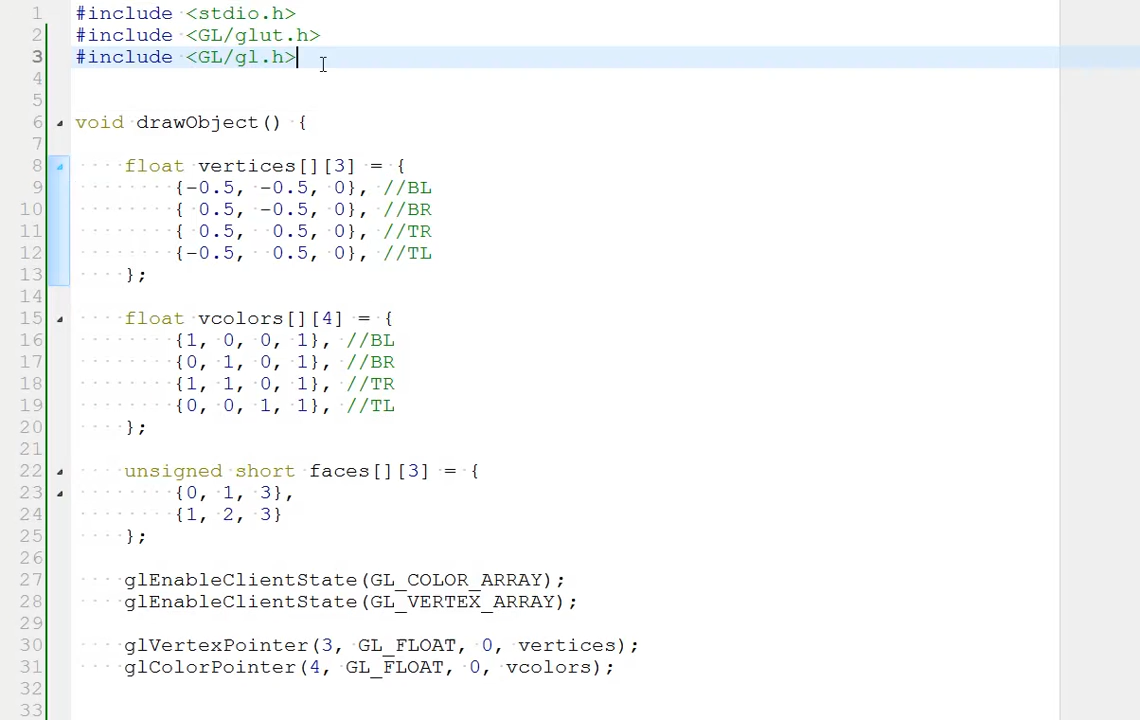 1 #include <stdio.h>
2 #include <GL/glut.h>
3 #include <GL/gl.h>
4
5
6 void drawObject() {
7
8     float vertices[][3] = {
9         {-0.5, -0.5, 0}, //BL
10         { 0.5, -0.5, 0}, //BR
11         { 0.5,  0.5, 0}, //TR
12         {-0.5,  0.5, 0}, //TL
13     };
14
15     float vcolors[][4] = {
16         {1, 0, 0, 1}, //BL
17         {0, 1, 0, 1}, //BR
18         {1, 1, 0, 1}, //TR
19         {0, 0, 1, 1}, //TL
20     };
21
22     unsigned short faces[][3] = {
23         {0, 1, 3},
24         {1, 2, 3}
25     };
26
27     glEnableClientState(GL_COLOR_ARRAY);
28     glEnableClientState(GL_VERTEX_ARRAY);
29
30     glVertexPointer(3, GL_FLOAT, 0, vertices);
31     glColorPointer(4, GL_FLOAT, 0, vcolors);
32
33